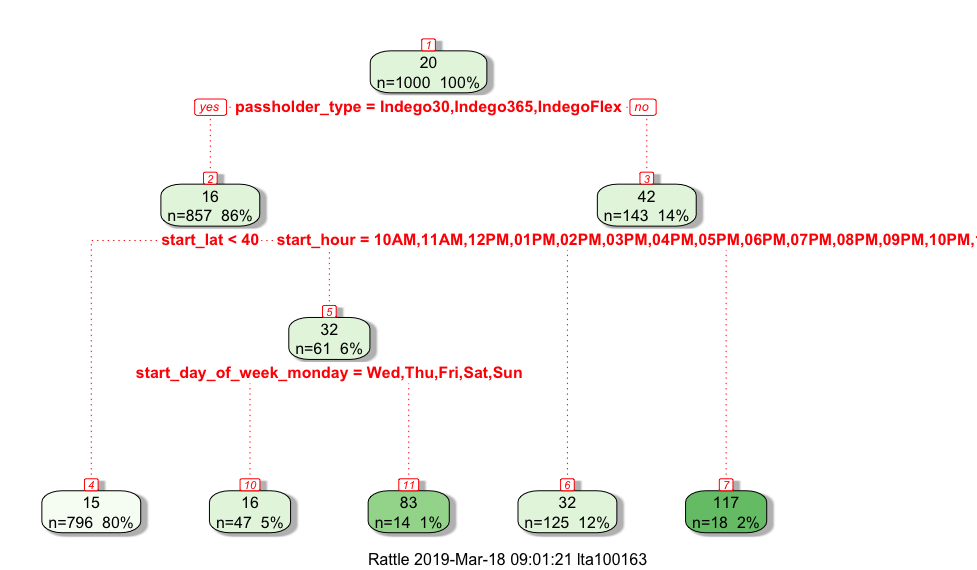 1
20
n=1000 100%
yes passholder_type = Indego30,Indego365,IndegoFlex no
2
16
n=857 86%
3
42
n=143 14%
start_lat < 40
start_hour = 10AM,11AM,12PM,01PM,02PM,03PM,04PM,05PM,06PM,07PM,08PM,09PM,10PM,
5
32
n=61 6%
start_day_of_week_monday = Wed,Thu,Fri,Sat,Sun
4
15
n=796 80%
10
16
n=47 5%
11
83
n=14 1%
6
32
n=125 12%
7
117
n=18 2%
Rattle 2019-Mar-18 09:01:21 lta100163